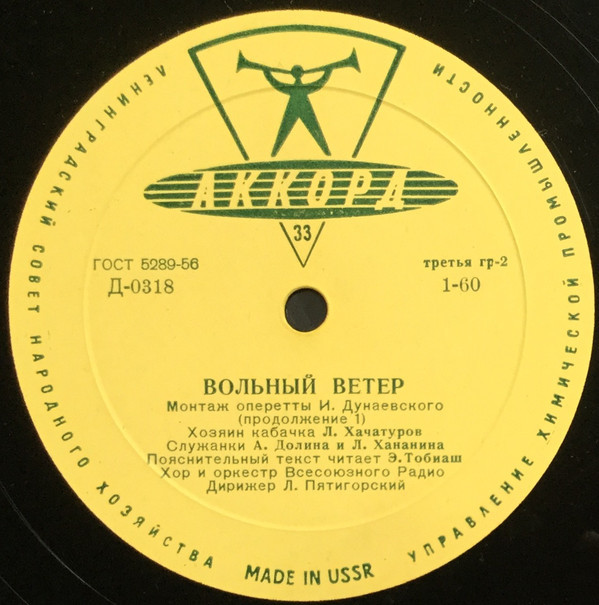 ЛЕНИНГРАДСКИЙ СОВЕТ НАРОДНОГО ХОЗЯЙСТВА
УПРАВЛЕНИЕ ХИМИЧЕСКОЙ ПРОМЫШЛЕННОСТИ
АККОРД
33
ГОСТ 5289-56
третья гр-2
Д-0318
1-60
ВОЛЬНЫЙ ВЕТЕР
Монтаж оперетты И. Дунаевского
(продолжение 1)
Хозяин кабачка Л. Хачатуров
Служанки А. Долина и Л. Хананина
Пояснительный текст читает Э.Тобиаш
Хор и оркестр Всесоюзного Радио
Дирижер Л. Пятигорский
MADE IN USSR